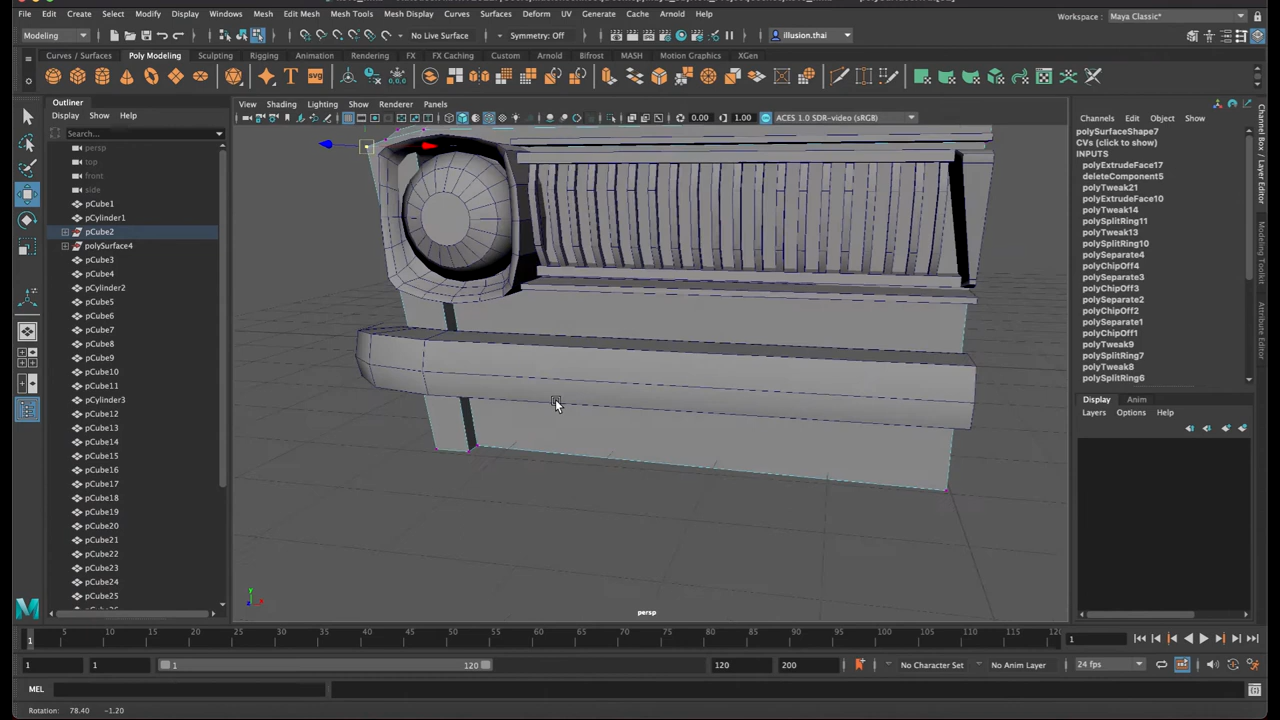 File Edit Create Select Modify Display Windows Mesh Edit Mesh Mesh Tools Mesh Display Curves Surfaces Deform UV Generate Cache Arnold Help Workspace : Maya Classic*
Modeling No Live Surface Symmetry: Off illusion.thai
Curves / Surfaces Poly Modeling Sculpting Rigging Animation Rendering FX FX Caching Custom Arnold Bifrost MASH Motion Graphics XGen
Outliner
Display Show Help
Search...
persp
top
front
side
pCube1
pCylinder1
pCube2
polySurface4
pCube3
pCube4
pCylinder2
pCube5
pCube6
pCube7
pCube8
pCube9
pCube10
pCube11
pCylinder3
pCube12
pCube13
pCube14
pCube15
pCube16
pCube17
pCube18
pCube19
pCube20
pCube21
pCube22
pCube23
pCube24
pCube25
View Shading Lighting Show Renderer Panels
0.00 1.00 ACES 1.0 SDR-video (sRGB)
persp
Channels Edit Object Show
polySurfaceShape7
CVs (click to show)
INPUTS
polyExtrudeFace17
deleteComponent5
polyTweak21
polyExtrudeFace10
polyTweak14
polySplitRing11
polyTweak13
polySplitRing10
polySeparate4
polyChipOff4
polySeparate3
polyChipOff3
polySeparate2
polyChipOff2
polySeparate1
polyChipOff1
polyTweak9
polySplitRing7
polyTweak8
polySplitRing6
Display Anim
Layers Options Help
Channel Box / Layer Editor
Modeling Toolkit
Attribute Editor
5 10 15 20 25 30 35 40 45 50 55 60 65 70 75 80 85 90 95 100 105 110 115 120
1
1
1 1 1 120 120 200 No Character Set No Anim Layer 24 fps
MEL
Rotation: 78.40 -1.20